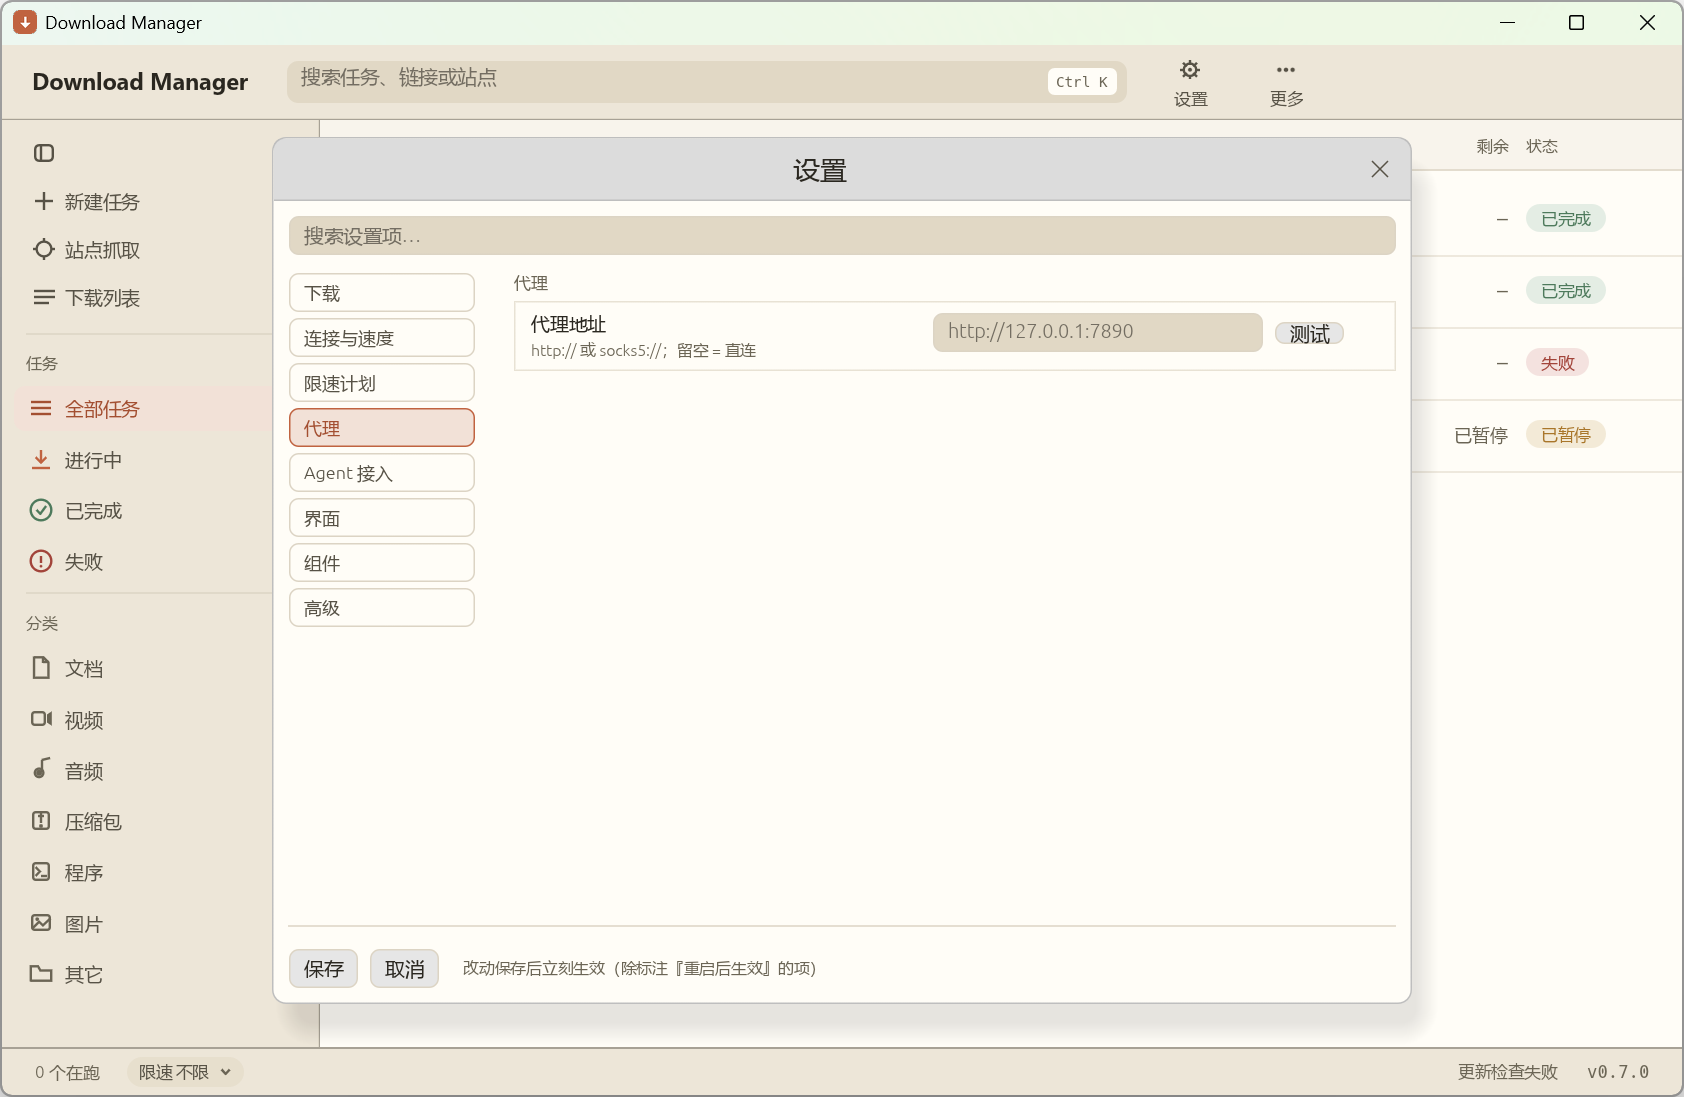 Download Manager
Download Manager
搜索任务、链接或站点
Ctrl K
设置
更多
新建任务
站点抓取
下载列表
任务
全部任务
进行中
已完成
失败
分类
文档
视频
音频
压缩包
程序
图片
其它
剩余 状态
– 已完成
– 已完成
– 失败
已暂停 已暂停
设置
搜索设置项...
下载
连接与速度
限速计划
代理
Agent 接入
界面
组件
高级
代理
代理地址
http:// 或 socks5://；留空 = 直连
http://127.0.0.1:7890
测试
保存
取消
改动保存后立刻生效（除标注『重启后生效』的项）
0 个在跑
限速 不限
更新检查失败
v0.7.0